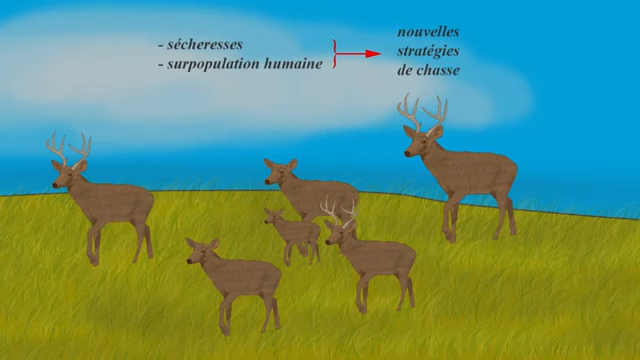 - sécheresses
- surpopulation humaine
nouvelles
stratégies
de chasse